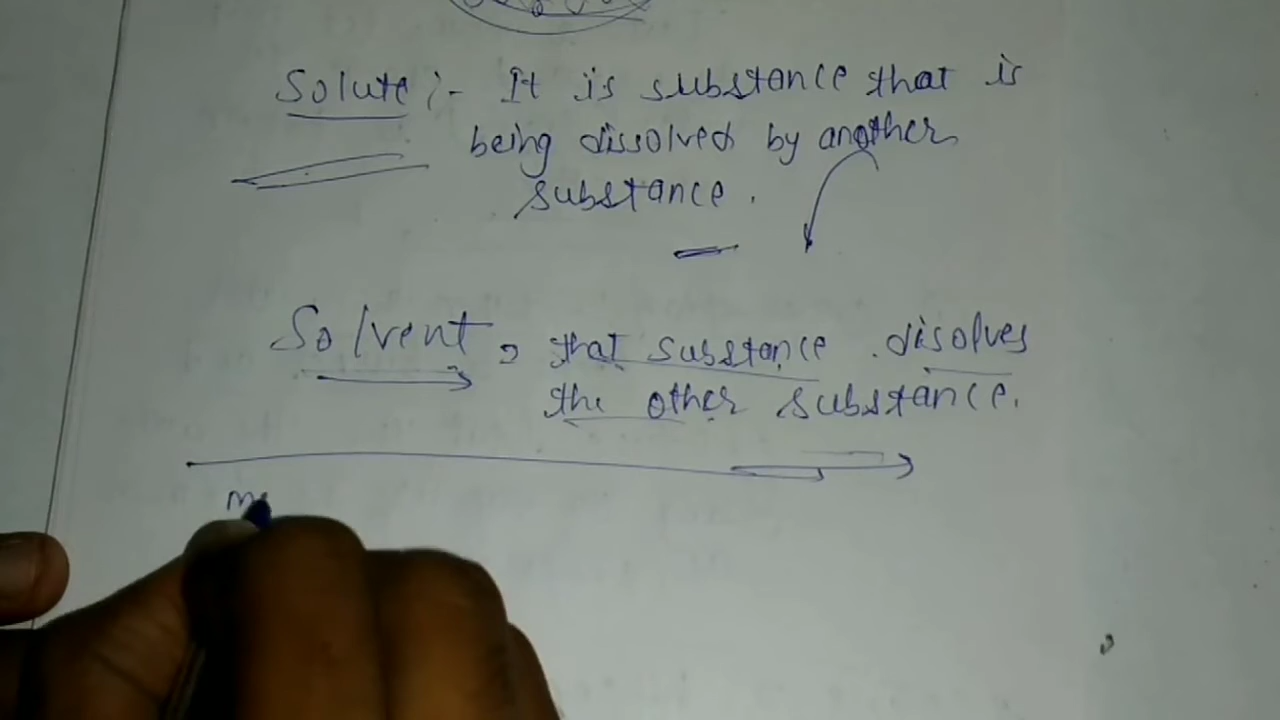 Solute :- It is substance that is
being dissolved by another
substance.
Solvent, that substance disolves
the other substance.